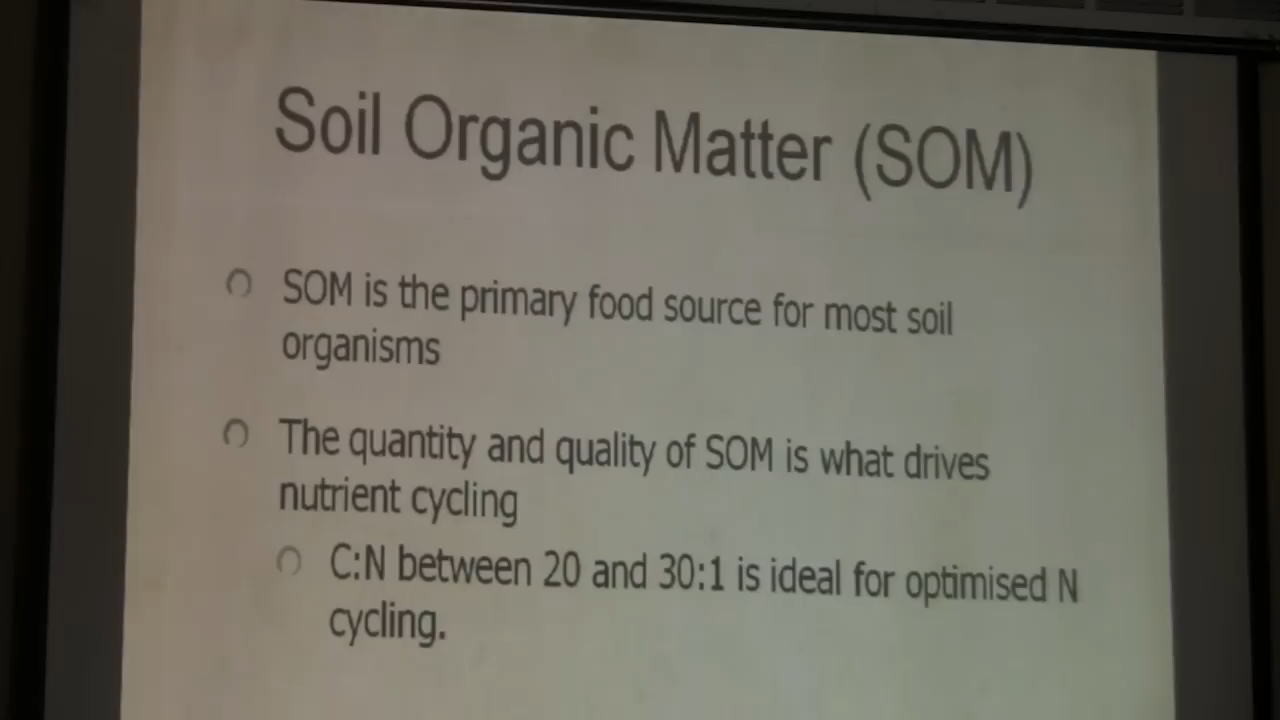 Soil Organic Matter (SOM)
SOM is the primary food source for most soil
organisms
The quantity and quality of SOM is what drives
nutrient cycling
C:N between 20 and 30:1 is ideal for optimised N
cycling.